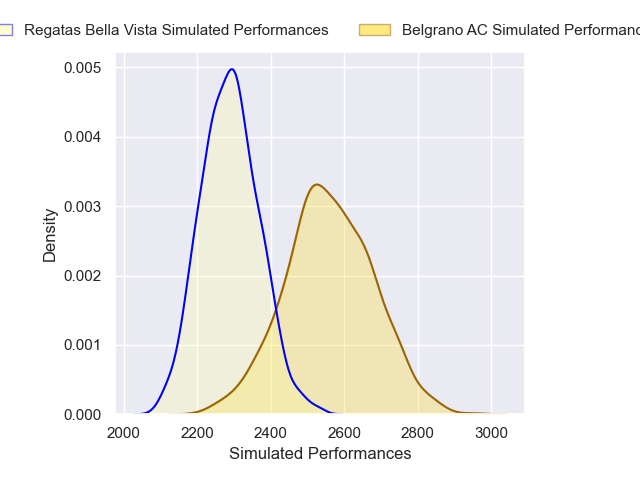 Regatas Bella Vista Simulated Performances
Belgrano AC Simulated
0.005
0.004
0.003
0.002
0.001
0.000
Density
2000 2200 2400 2600 2800 3000
Simulated Performances